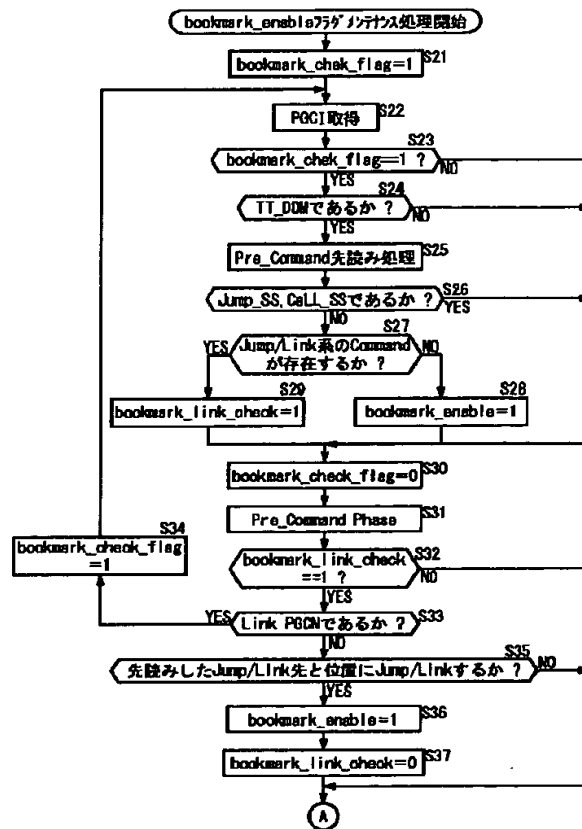 bookmark_enableﾌﾗｸﾞﾒﾝﾃﾅﾝｽ処理開始
S21
bookmark_chek_flag=1
S22
PGCI取得
S23
bookmark_chek_flag==1 ?
NO
YES
S24
TT_DOMであるか ?
NO
YES
S25
Pre_Command先読み処理
S26
Jump_SS,CaLL_SSであるか ?
YES
NO
S27
YES
Jump/Link系のCommand
が存在するか ?
NO
S29
bookmark_link_check=1
S28
bookmark_enable=1
S30
bookmark_check_flag=0
S31
Pre_Command Phase
S34
bookmark_check_flag
=1
S32
bookmark_link_check
==1 ?
NO
YES
S33
YES
Link PGCNであるか ?
NO
S35
先読みしたJump/Link先と位置にJump/Linkするか ?
NO
YES
S36
bookmark_enable=1
S37
bookmark_link_check=0
A